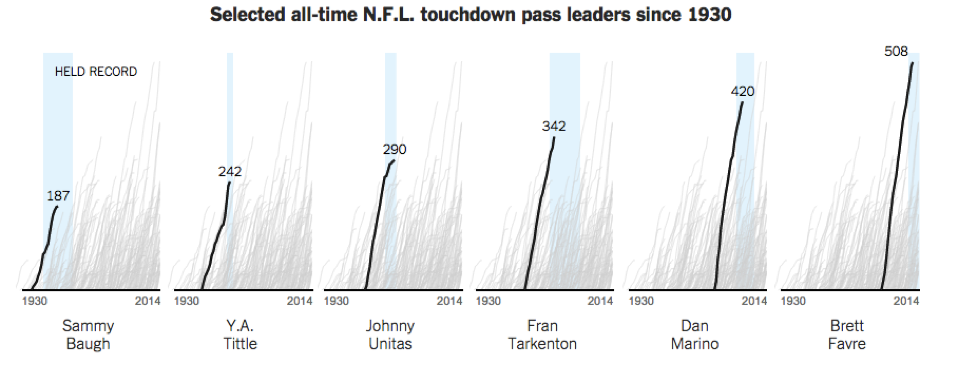 Selected all-time N.F.L. touchdown pass leaders since 1930
HELD RECORD
187
242
290
342
420
508
1930 2014
1930 2014
1930 2014
1930 2014
1930 2014
1930 2014
Sammy
Baugh
Y.A.
Tittle
Johnny
Unitas
Fran
Tarkenton
Dan
Marino
Brett
Favre